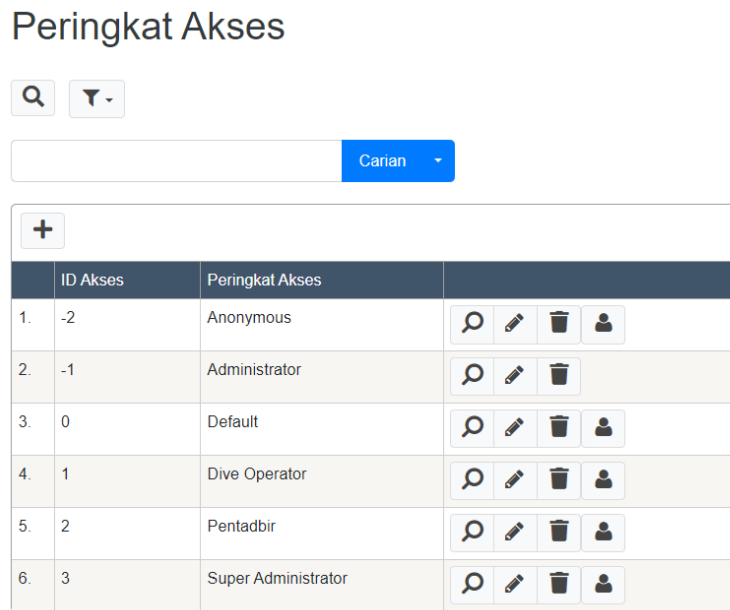 Peringkat Akses
Carian
ID Akses Peringkat Akses
1. -2 Anonymous
2. -1 Administrator
3. 0 Default
4. 1 Dive Operator
5. 2 Pentadbir
6. 3 Super Administrator